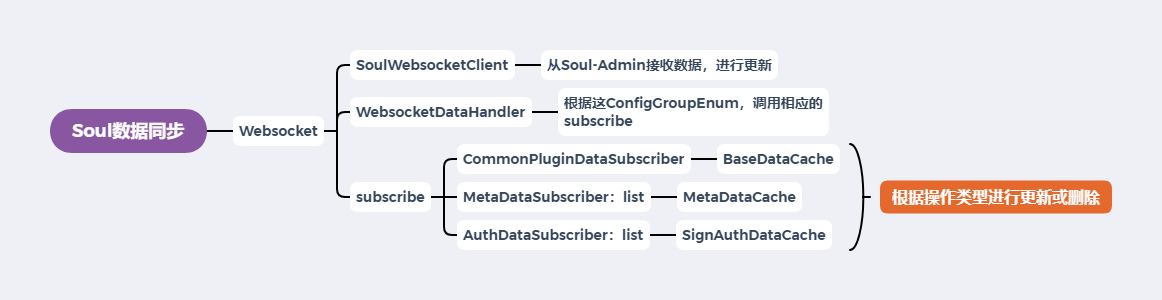 Soul数据同步
Websocket
SoulWebsocketClient
从Soul-Admin接收数据，进行更新
WebsocketDataHandler
根据这ConfigGroupEnum，调用相应的
subscribe
subscribe
CommonPluginDataSubscriber
BaseDataCache
MetaDataSubscriber：list
MetaDataCache
AuthDataSubscriber：list
SignAuthDataCache
根据操作类型进行更新或删除